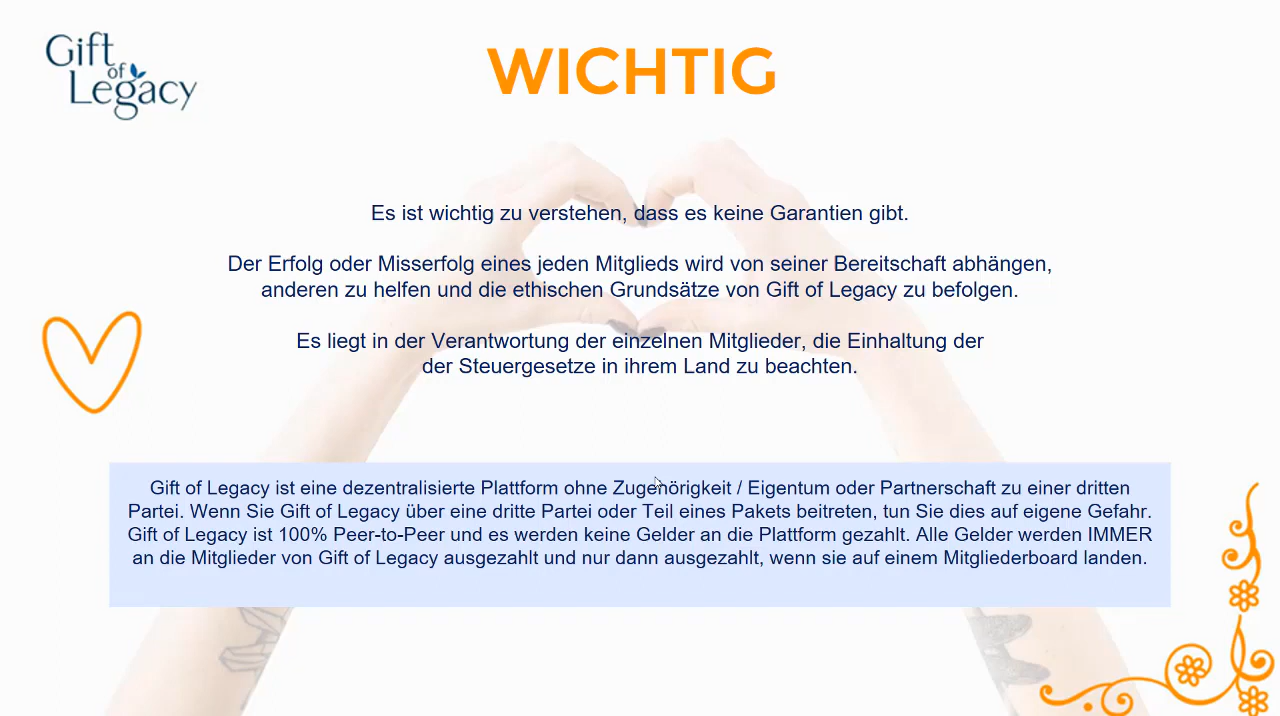 Gift
of
Legacy
WICHTIG
Es ist wichtig zu verstehen, dass es keine Garantien gibt.
Der Erfolg oder Misserfolg eines jeden Mitglieds wird von seiner Bereitschaft abhängen,
anderen zu helfen und die ethischen Grundsätze von Gift of Legacy zu befolgen.
Es liegt in der Verantwortung der einzelnen Mitglieder, die Einhaltung der
der Steuergesetze in ihrem Land zu beachten.
Gift of Legacy ist eine dezentralisierte Plattform ohne Zugehörigkeit / Eigentum oder Partnerschaft zu einer dritten
Partei. Wenn Sie Gift of Legacy über eine dritte Partei oder Teil eines Pakets beitreten, tun Sie dies auf eigene Gefahr.
Gift of Legacy ist 100% Peer-to-Peer und es werden keine Gelder an die Plattform gezahlt. Alle Gelder werden IMMER
an die Mitglieder von Gift of Legacy ausgezahlt und nur dann ausgezahlt, wenn sie auf einem Mitgliederboard landen.